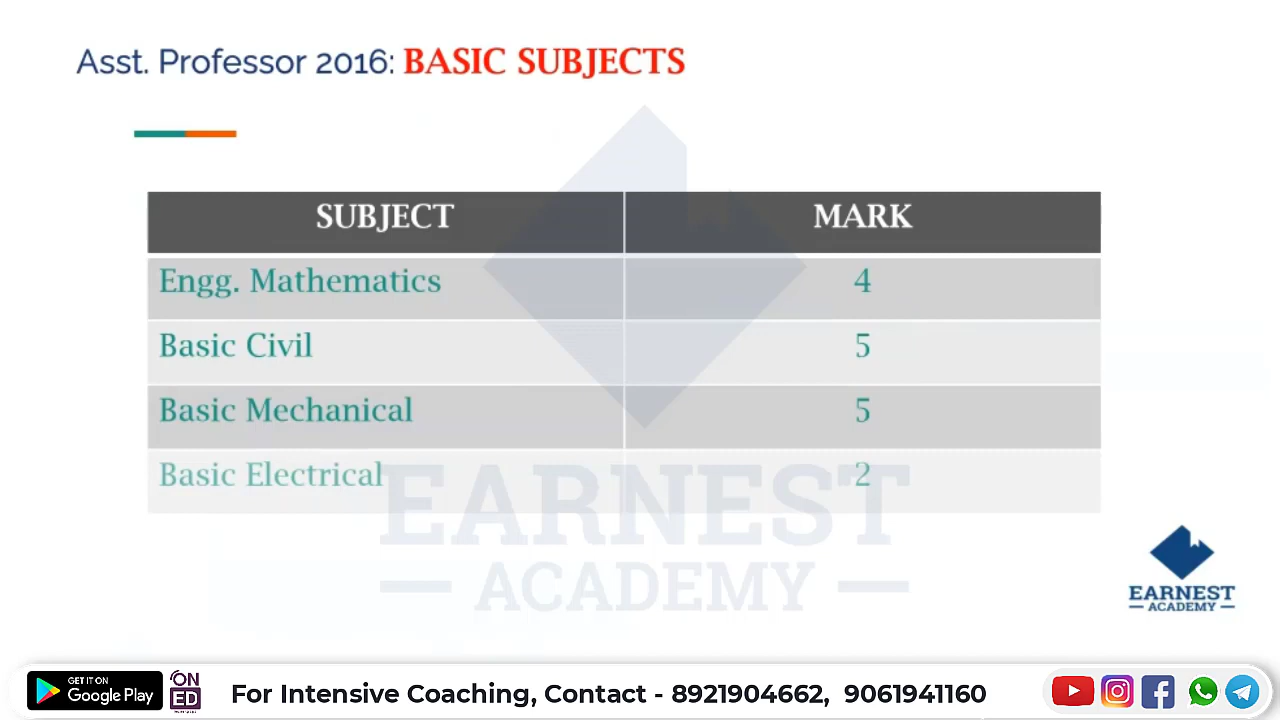 Asst. Professor 2016: BASIC SUBJECTS
SUBJECT MARK
Engg. Mathematics 4
Basic Civil 5
Basic Mechanical 5
Basic Electrical 2
EARNEST
ACADEMY
EARNEST
ACADEMY
GET IT ON
Google Play
ON
ED
For Intensive Coaching, Contact - 8921904662, 9061941160